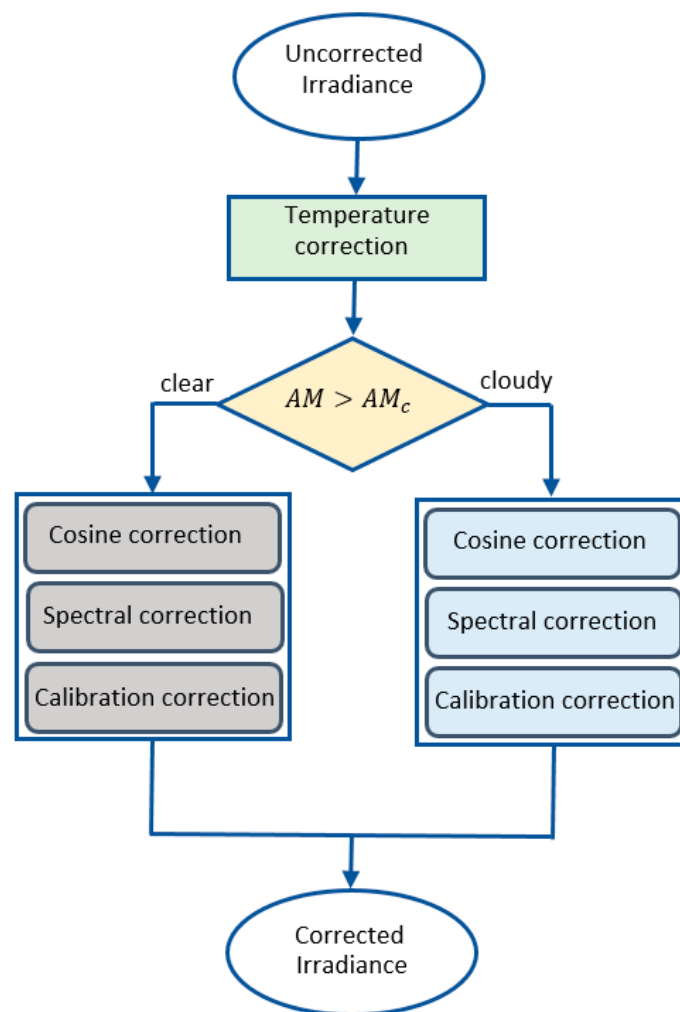 Uncorrected
Irradiance
Temperature
correction
clear
AM > AM_c
cloudy
Cosine correction
Spectral correction
Calibration correction
Cosine correction
Spectral correction
Calibration correction
Corrected
Irradiance